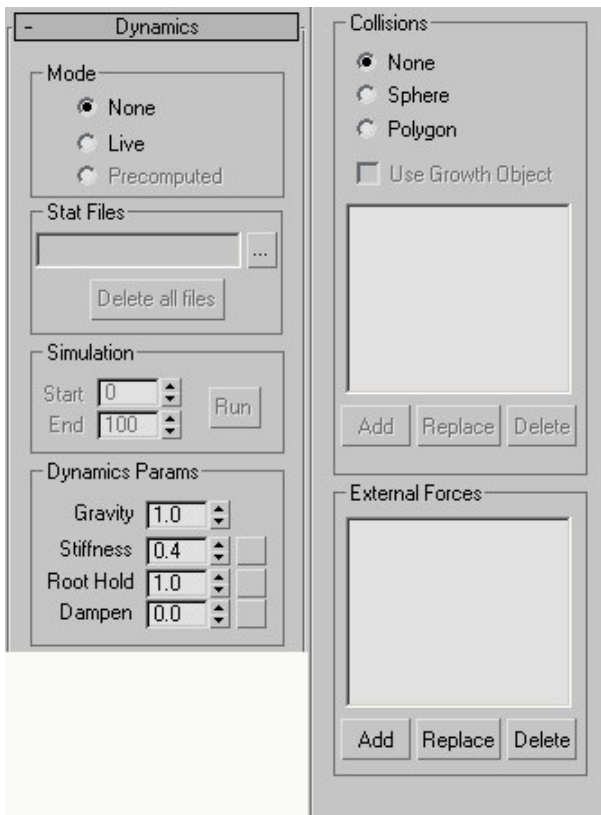 - Dynamics
Mode
None
Live
Precomputed
Stat Files
...
Delete all files
Simulation
Start 0
End 100
Run
Dynamics Params
Gravity 1.0
Stiffness 0.4
Root Hold 1.0
Dampen 0.0
Collisions
None
Sphere
Polygon
Use Growth Object
Add Replace Delete
External Forces
Add Replace Delete